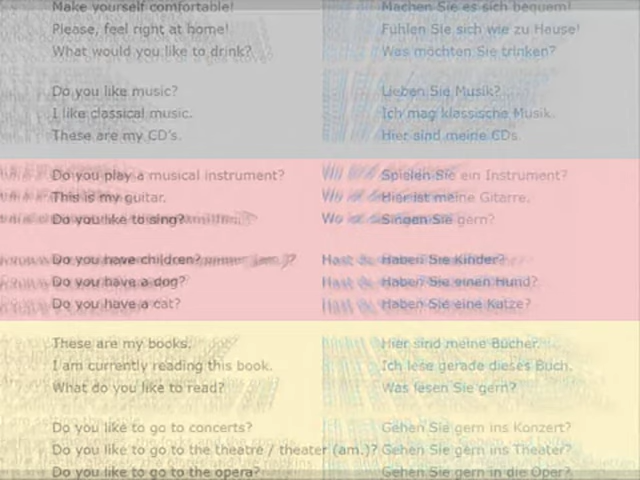 Make yourself comfortable! Machen Sie es sich bequem!
Please, feel right at home! Fühlen Sie sich wie zu Hause!
What would you like to drink? Was möchten Sie trinken?
Do you like music? Lieben Sie Musik?
I like classical music. Ich mag klassische Musik.
These are my CD's. Hier sind meine CDs.
Do you play a musical instrument? Spielen Sie ein Instrument?
This is my guitar. Hier ist meine Gitarre.
Do you like to sing? Singen Sie gern?
Do you have children? Haben Sie Kinder?
Do you have a dog? Haben Sie einen Hund?
Do you have a cat? Haben Sie eine Katze?
These are my books. Hier sind meine Bücher.
I am currently reading this book. Ich lese gerade dieses Buch.
What do you like to read? Was lesen Sie gern?
Do you like to go to concerts? Gehen Sie gern ins Konzert?
Do you like to go to the theatre / theater (am.)? Gehen Sie gern ins Theater?
Do you like to go to the opera? Gehen Sie gern in die Oper?